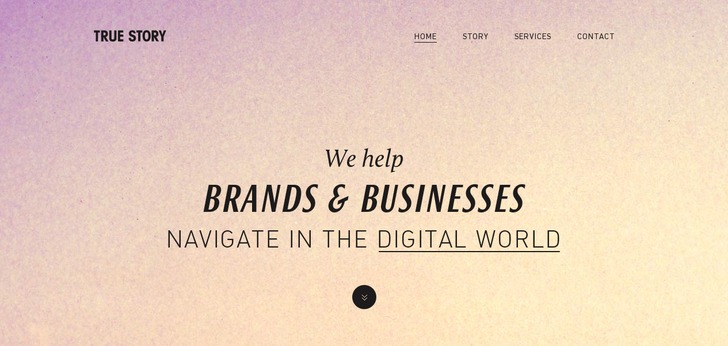 TRUE STORY
HOME STORY SERVICES CONTACT
We help
BRANDS & BUSINESSES
NAVIGATE IN THE DIGITAL WORLD